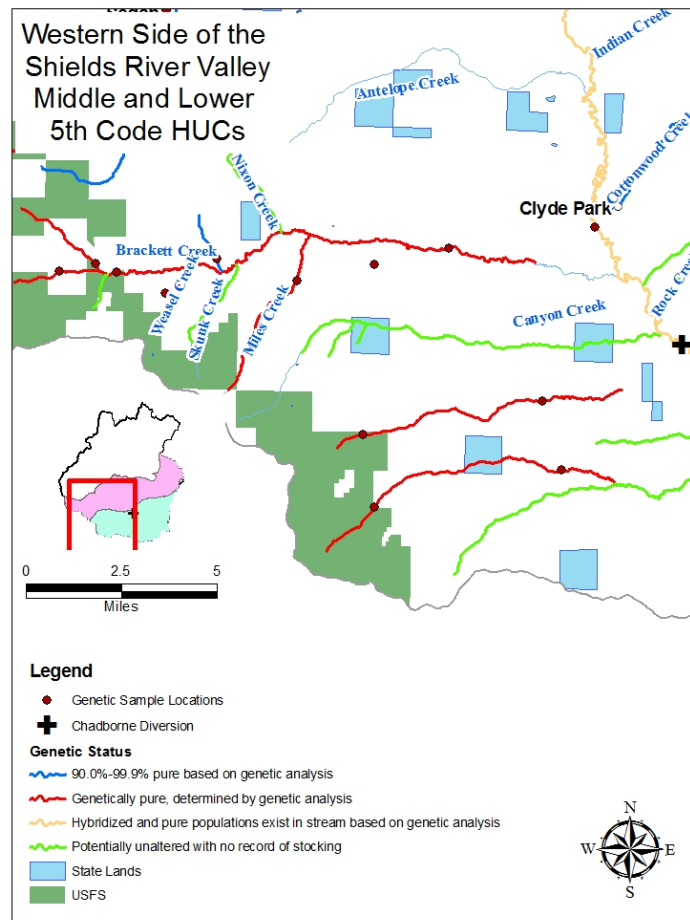 Western Side of the
Shields River Valley
Middle and Lower
5th Code HUCs
Indian Creek
Antelope Creek
Cottonwood Creek
Nixon Creek
Clyde Park
Brackett Creek
Weasel Creek
Skunk Creek
Miles Creek
Canyon Creek
Rock Creek
0 2.5 5
Miles
Legend
Genetic Sample Locations
Chadborne Diversion
Genetic Status
90.0%-99.9% pure based on genetic analysis
Genetically pure, determined by genetic analysis
Hybridized and pure populations exist in stream based on genetic analysis
Potentially unaltered with no record of stocking
State Lands
USFS
N
W E
S